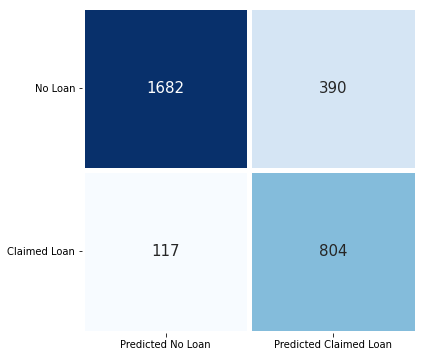 No Loan
1682
390
Claimed Loan
117
804
Predicted No Loan
Predicted Claimed Loan